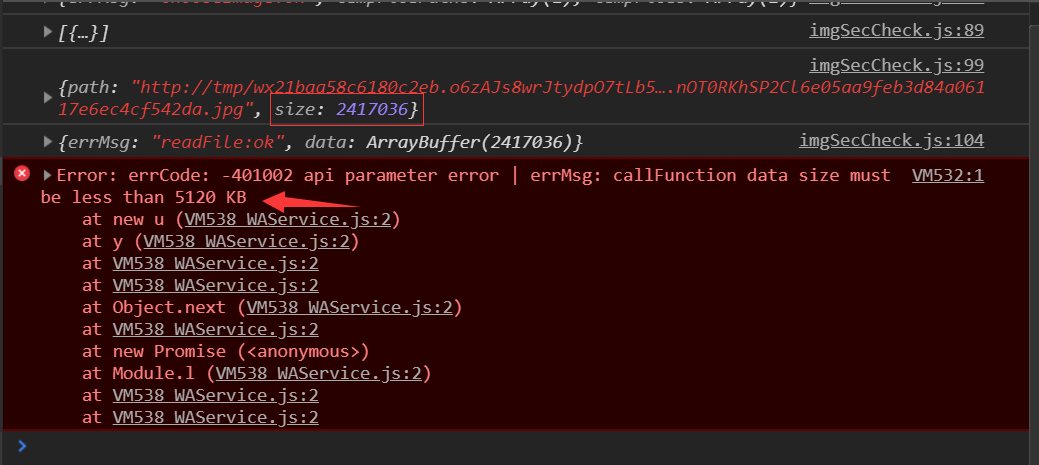 [{…}]
imgSecCheck.js:89
imgSecCheck.js:99
{path: "http://tmp/wx21baa58c6180c2eb.o6zAJs8wrJtydpO7tLb5….nOT0RKhSP2Cl6e05aa9feb3d84a061
17e6ec4cf542da.jpg", size: 2417036}
{errMsg: "readFile:ok", data: ArrayBuffer(2417036)}
imgSecCheck.js:104
Error: errCode: -401002 api parameter error | errMsg: callFunction data size must
VM532:1
be less than 5120 KB
at new u (VM538 WAService.js:2)
at y (VM538 WAService.js:2)
at VM538 WAService.js:2
at VM538 WAService.js:2
at Object.next (VM538 WAService.js:2)
at VM538 WAService.js:2
at new Promise (<anonymous>)
at Module.l (VM538 WAService.js:2)
at VM538 WAService.js:2
at VM538 WAService.js:2